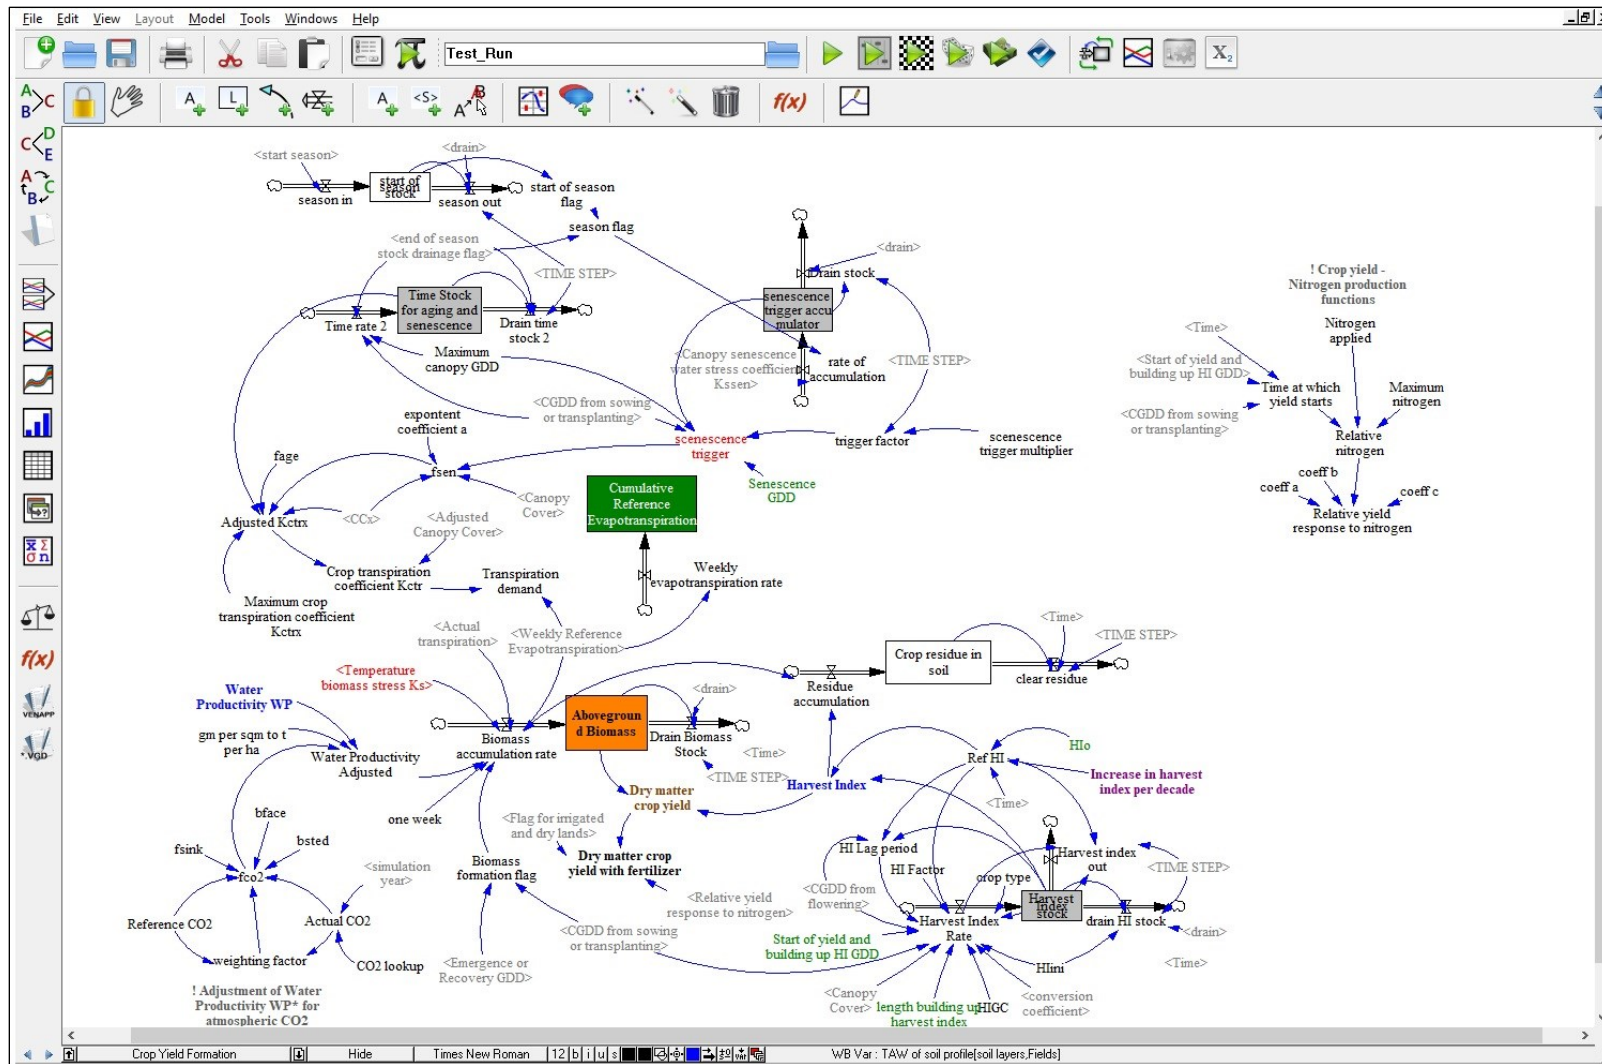 File Edit View Layout Model Tools Windows Help
Test_Run
X2
f(x)
<start season>
<drain>
start of
season
stock
season in
season out
start of season
flag
season flag
<end of season
stock drainage flag>
<TIME STEP>
Time Stock
for aging and
senescence
Time rate 2
Drain time
stock 2
Maximum
canopy GDD
<drain>
Drain stock
senescence
trigger accu
mulator
<Canopy senescence
water stress coefficient
Kssen>
rate of
accumulation
<TIME STEP>
<CGDD from sowing
or transplanting>
expontent
coefficient a
scenescence
trigger
trigger factor
scenescence
trigger multiplier
fage
fsen
Senescence
GDD
<Canopy
Cover>
<CCx>
Adjusted Kctrx
<Adjusted
Canopy Cover>
Cumulative
Reference
Evapotranspiration
Crop transpiration
coefficient Kctr
Transpiration
demand
Weekly
evapotranspiration rate
Maximum crop
transpiration coefficient
Kctrx
! Crop yield -
Nitrogen production
functions
Nitrogen
applied
<Time>
<Start of yield and
building up HI GDD>
Time at which
yield starts
Maximum
nitrogen
<CGDD from sowing
or transplanting>
Relative
nitrogen
coeff b
coeff a
coeff c
Relative yield
response to nitrogen
<Actual
transpiration>
<Weekly Reference
Evapotranspiration>
<Temperature
biomass stress Ks>
Water
Productivity WP
gm per sqm to t
per ha
Water Productivity
Adjusted
Biomass
accumulation rate
Abovegroun
d Biomass
<drain>
Drain Biomass
Stock
<Time>
<TIME STEP>
Crop residue in
soil
Residue
accumulation
clear residue
<Time>
<TIME STEP>
Harvest Index
Ref HI
HIo
Increase in harvest
index per decade
<Time>
Dry matter
crop yield
<Flag for irrigated
and dry lands>
Dry matter crop
yield with fertilizer
<Relative yield
response to nitrogen>
one week
Biomass
formation flag
<CGDD from sowing
or transplanting>
<Emergence or
Recovery GDD>
bface
fsink
bsted
fco2
<simulation
year>
Reference CO2
Actual CO2
weighting factor
CO2 lookup
! Adjustment of Water
Productivity WP* for
atmospheric CO2
HI Lag period
HI Factor
crop type
Harvest index
out
<TIME STEP>
<CGDD from
flowering>
Harvest
Index
stock
Harvest Index
Rate
drain HI stock
<drain>
<Time>
Start of yield and
building up HI GDD
HIini
<Canopy
Cover>
length building up
harvest index
HIGC
<conversion
coefficient>
VENAPP
*.VGD
Crop Yield Formation Hide Times New Roman 12 b i u s WB Var : TAW of soil profile[soil layers,Fields]